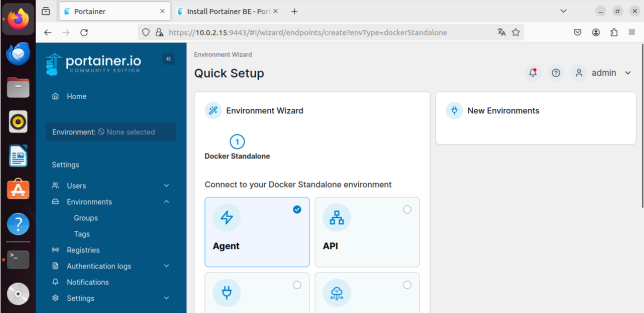 Portainer
Install Portainer BE - Port
https://10.0.2.15:9443/#!/wizard/endpoints/create?envType=dockerStandalone
portainer.io
COMMUNITY EDITION
Home
Environment: None selected
Settings
Users
Environments
Groups
Tags
Registries
Authentication logs
Notifications
Settings
Environment Wizard
Quick Setup
admin
Environment Wizard
1
Docker Standalone
Connect to your Docker Standalone environment
Agent
API
New Environments